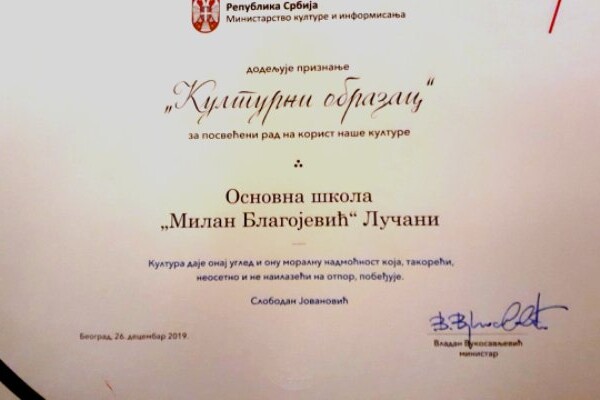 Република Србија
Министарство културе и информисања
додељује признање
„Културни образац“
за посвећени рад на корист наше културе
Основна школа
„Милан Благојевић“ Лучани
Култура даје онај углед и ону моралну надмоћност која, такорећи,
неосетно и не наилазећи на отпор, побеђује.
Слободан Јовановић
Београд, 26. децембар 2019.
Владан Вукосављевић
министар